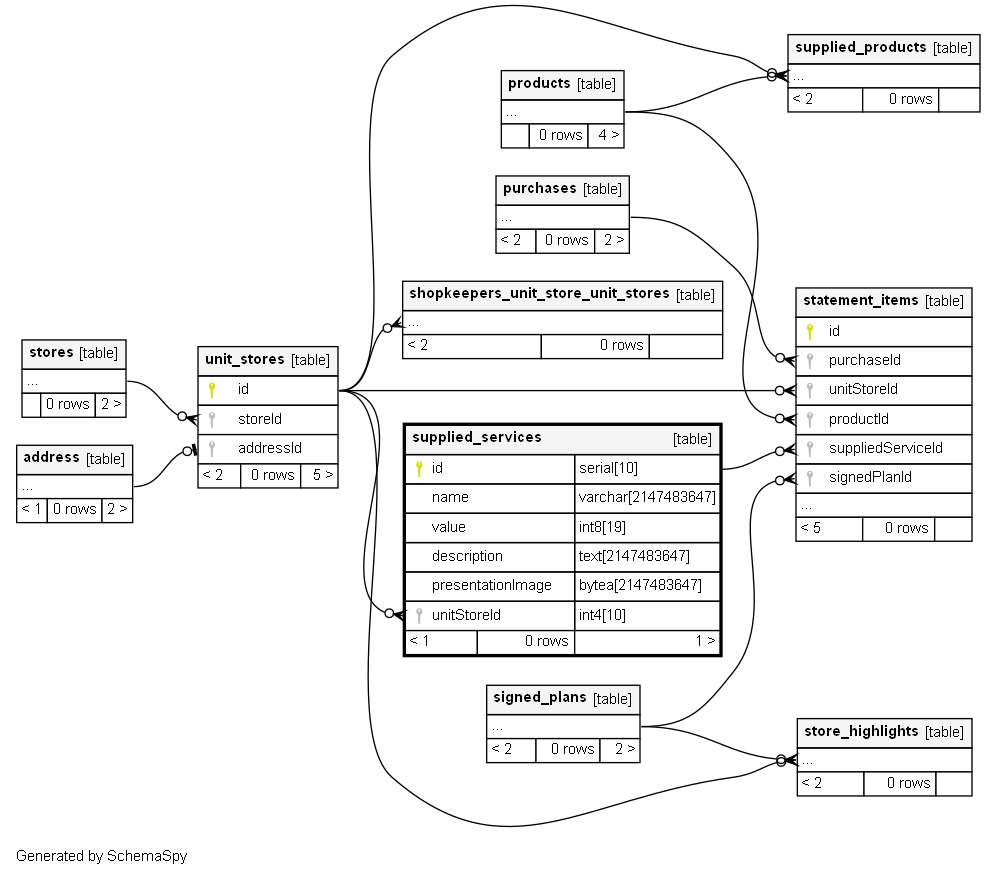 supplied_products [table]
...
< 2 0 rows
products [table]
...
0 rows 4 >
purchases [table]
...
< 2 0 rows 2 >
shopkeepers_unit_store_unit_stores [table]
...
< 2 0 rows
statement_items [table]
id
purchaseId
unitStoreId
productId
suppliedServiceId
signedPlanId
...
< 5 0 rows
stores [table]
...
0 rows 2 >
unit_stores [table]
id
storeId
addressId
< 2 0 rows 5 >
address [table]
...
< 1 0 rows 2 >
supplied_services [table]
id serial[10]
name varchar[2147483647]
value int8[19]
description text[2147483647]
presentationImage bytea[2147483647]
unitStoreId int4[10]
< 1 0 rows 1 >
signed_plans [table]
...
< 2 0 rows 2 >
store_highlights [table]
...
< 2 0 rows
Generated by SchemaSpy